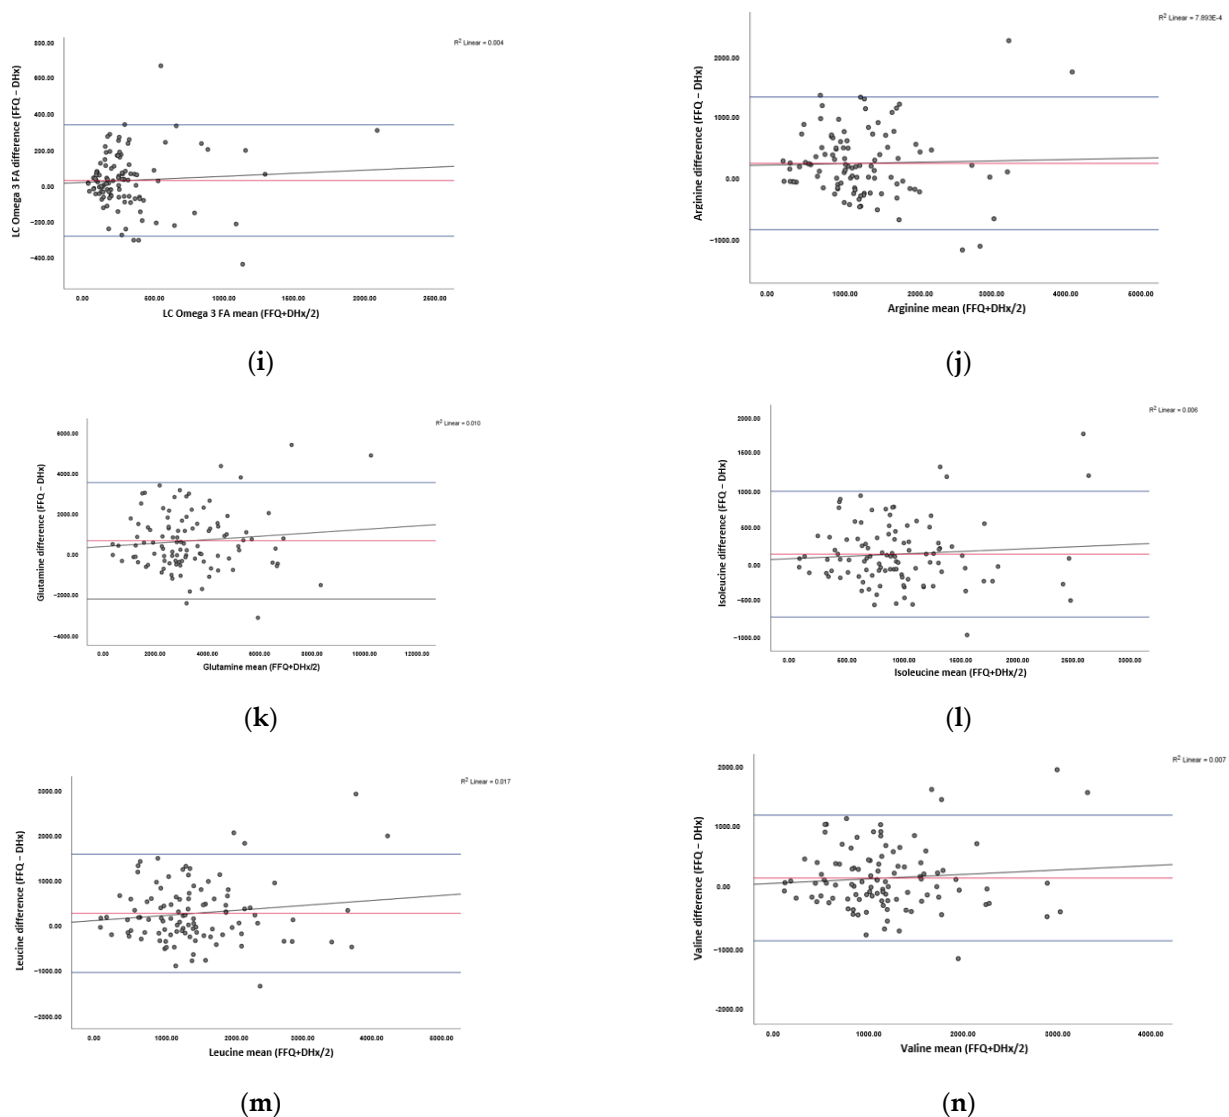 R2 Linear = 0.004
LC Omega 3 FA difference (FFQ – DHx)
800.00
600.00
400.00
200.00
0.00
−200.00
−400.00
0.00 600.00 1000.00 1600.00 2000.00 2600.00
LC Omega 3 FA mean (FFQ+DHx/2)
(i)
R2 Linear = 7.893E-4
Arginine difference (FFQ – DHx)
2000.00
1000.00
0.00
−1000.00
0.00 1000.00 2000.00 3000.00 4000.00 6000.00
Arginine mean (FFQ+DHx/2)
(j)
R2 Linear = 0.010
Glutamine difference (FFQ – DHx)
6000.00
4000.00
2000.00
0.00
−2000.00
−4000.00
0.00 2000.00 4000.00 6000.00 8000.00 10000.00 12000.00
Glutamine mean (FFQ+DHx/2)
(k)
R2 Linear = 0.006
Isoleucine difference (FFQ – DHx)
2000.00
1500.00
1000.00
500.00
0.00
−500.00
−1000.00
0.00 500.00 1000.00 1500.00 2000.00 2600.00 3000.00
Isoleucine mean (FFQ+DHx/2)
(l)
R2 Linear = 0.017
Leucine difference (FFQ – DHx)
3000.00
2000.00
1000.00
0.00
−1000.00
−2000.00
0.00 1000.00 2000.00 3000.00 4000.00 6000.00
Leucine mean (FFQ+DHx/2)
(m)
R2 Linear = 0.007
Valine difference (FFQ – DHx)
2000.00
1000.00
0.00
−1000.00
-2000.00
0.00 1000.00 2000.00 3000.00 4000.00
Valine mean (FFQ+DHx/2)
(n)